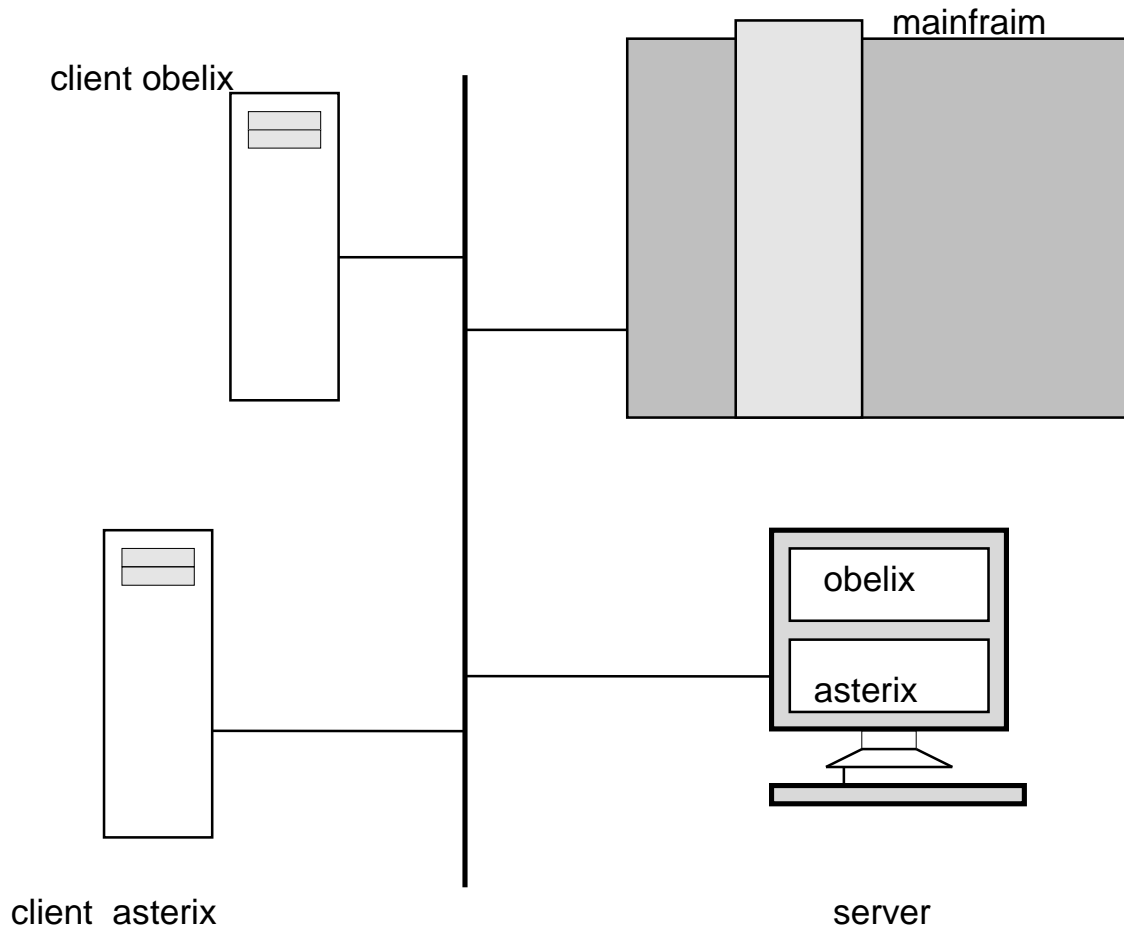 mainfraim
client obelix
obelix
asterix
client asterix
server